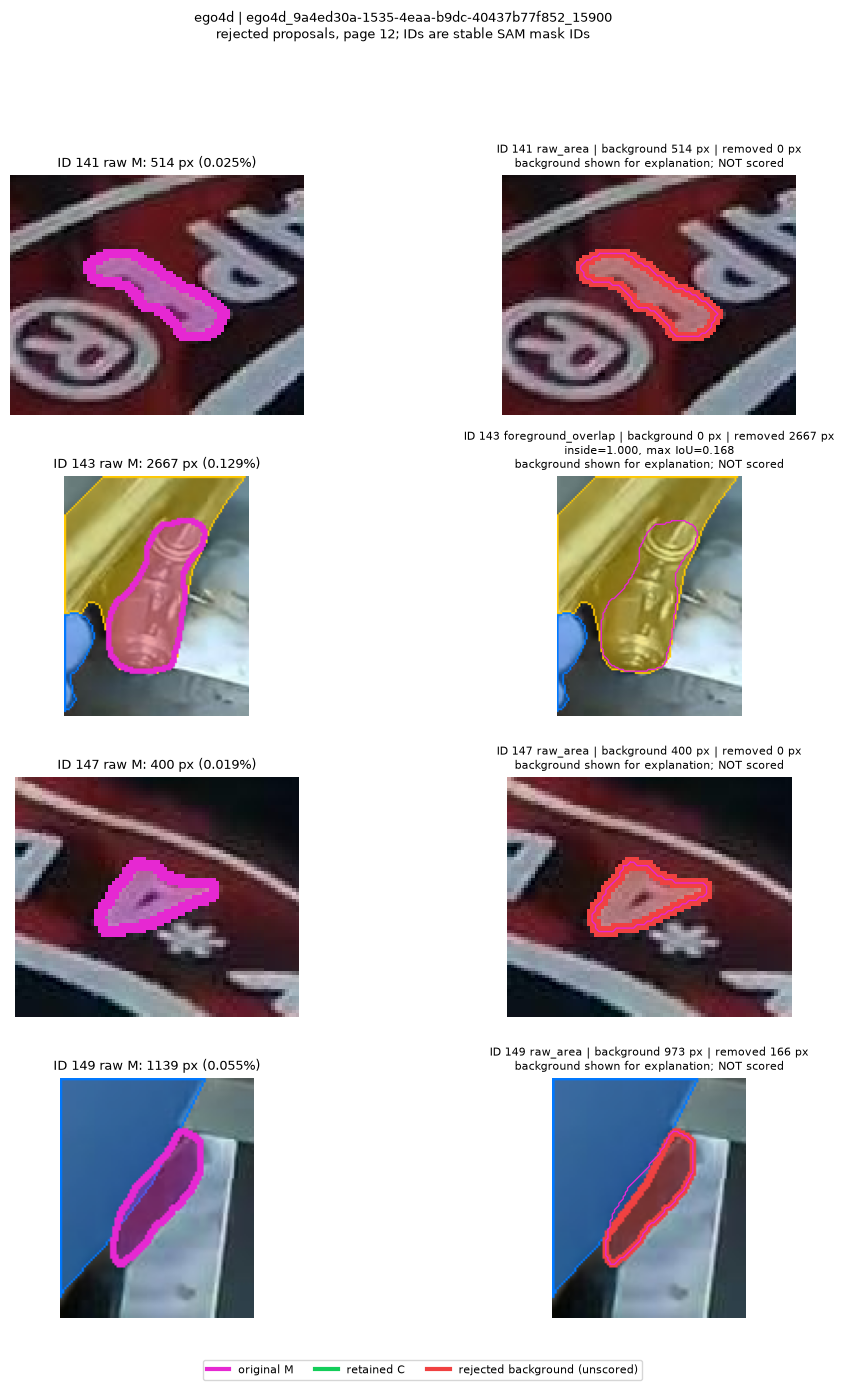 ego4d | ego4d_9a4ed30a-1535-4eaa-b9dc-40437b77f852_15900
rejected proposals, page 12; IDs are stable SAM mask IDs
ID 141 raw M: 514 px (0.025%)
ID 141 raw_area | background 514 px | removed 0 px
background shown for explanation; NOT scored
R
ID 143 raw M: 2667 px (0.129%)
ID 143 foreground_overlap | background 0 px | removed 2667 px
inside=1.000, max IoU=0.168
background shown for explanation; NOT scored
ID 147 raw M: 400 px (0.019%)
ID 147 raw_area | background 400 px | removed 0 px
background shown for explanation; NOT scored
ID 149 raw M: 1139 px (0.055%)
ID 149 raw_area | background 973 px | removed 166 px
background shown for explanation; NOT scored
original M
retained C
rejected background (unscored)